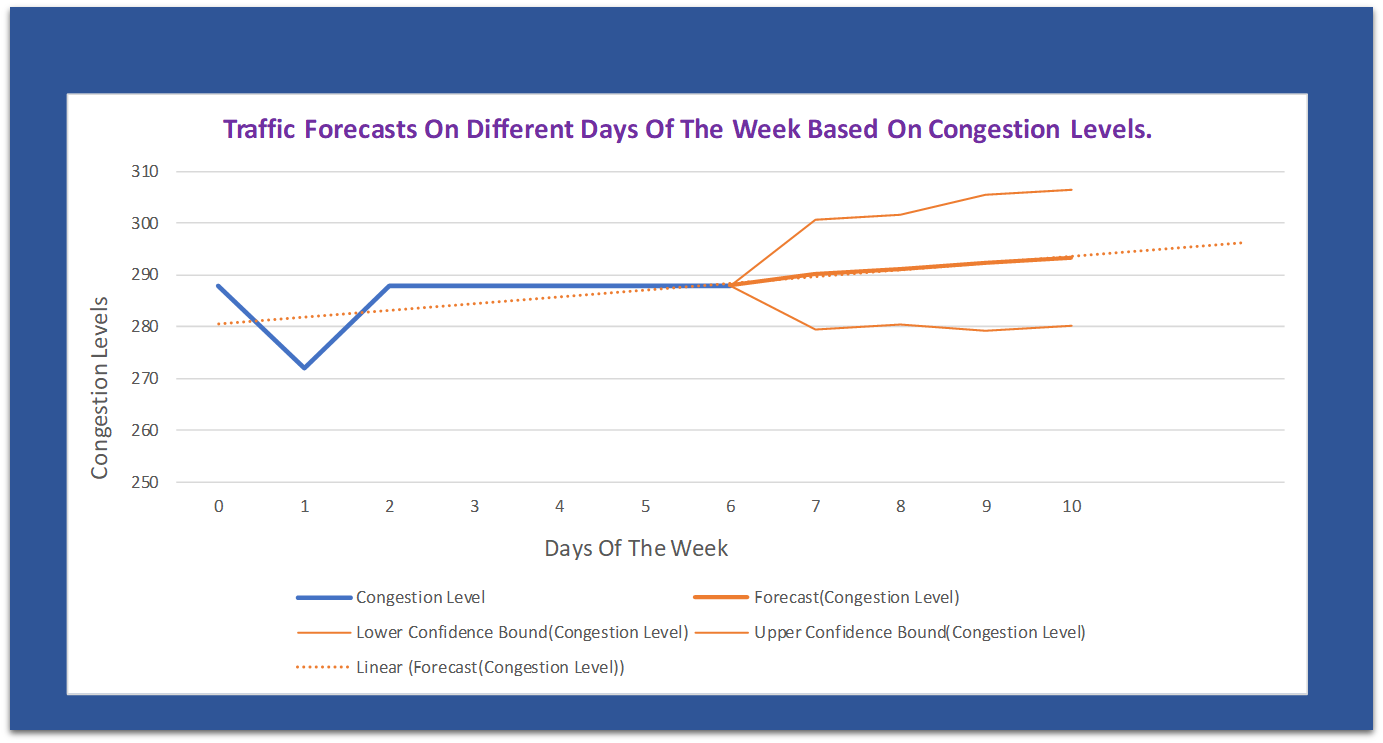 Traffic Forecasts On Different Days Of The Week Based On Congestion Levels.
310
300
290
280
270
260
250
Congestion Levels
0 1 2 3 4 5 6 7 8 9 10
Days Of The Week
Congestion Level Forecast(Congestion Level)
Lower Confidence Bound(Congestion Level) Upper Confidence Bound(Congestion Level)
Linear (Forecast(Congestion Level))